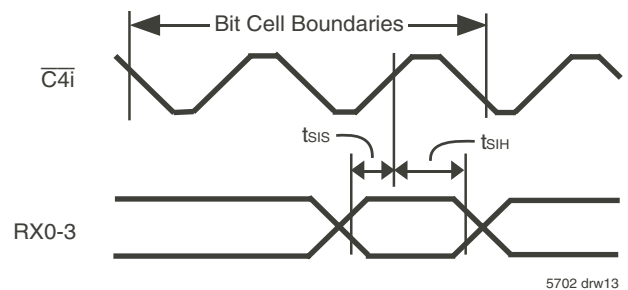 Bit Cell Boundaries
C4i
tSIS
tSIH
RX0-3
5702 drw13